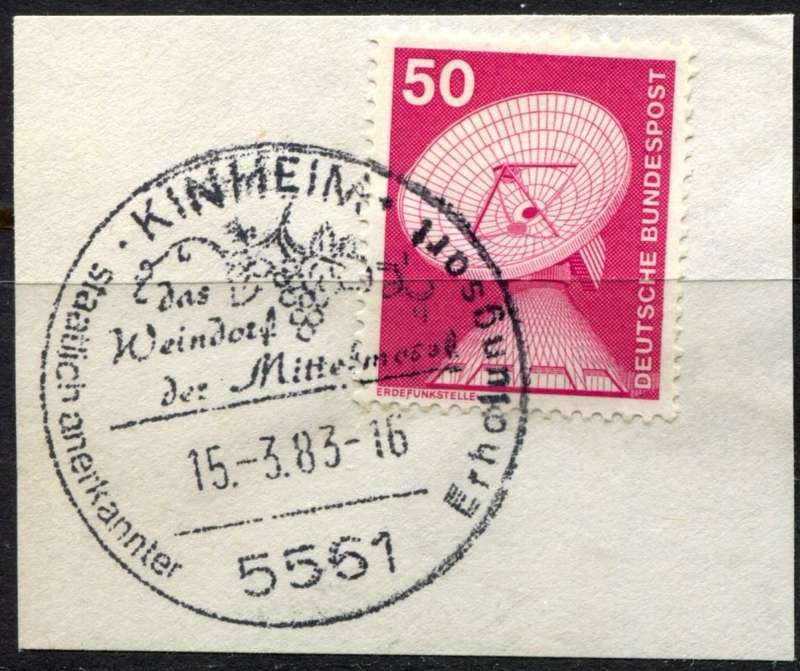 50
DEUTSCHE BUNDESPOST
ERDEFUNKSTELLE
· KINHEIM ·
das
Weindorf
der Mittelmosel
15.-3.83-16
5561
staatlich anerkannter
Erholungsort